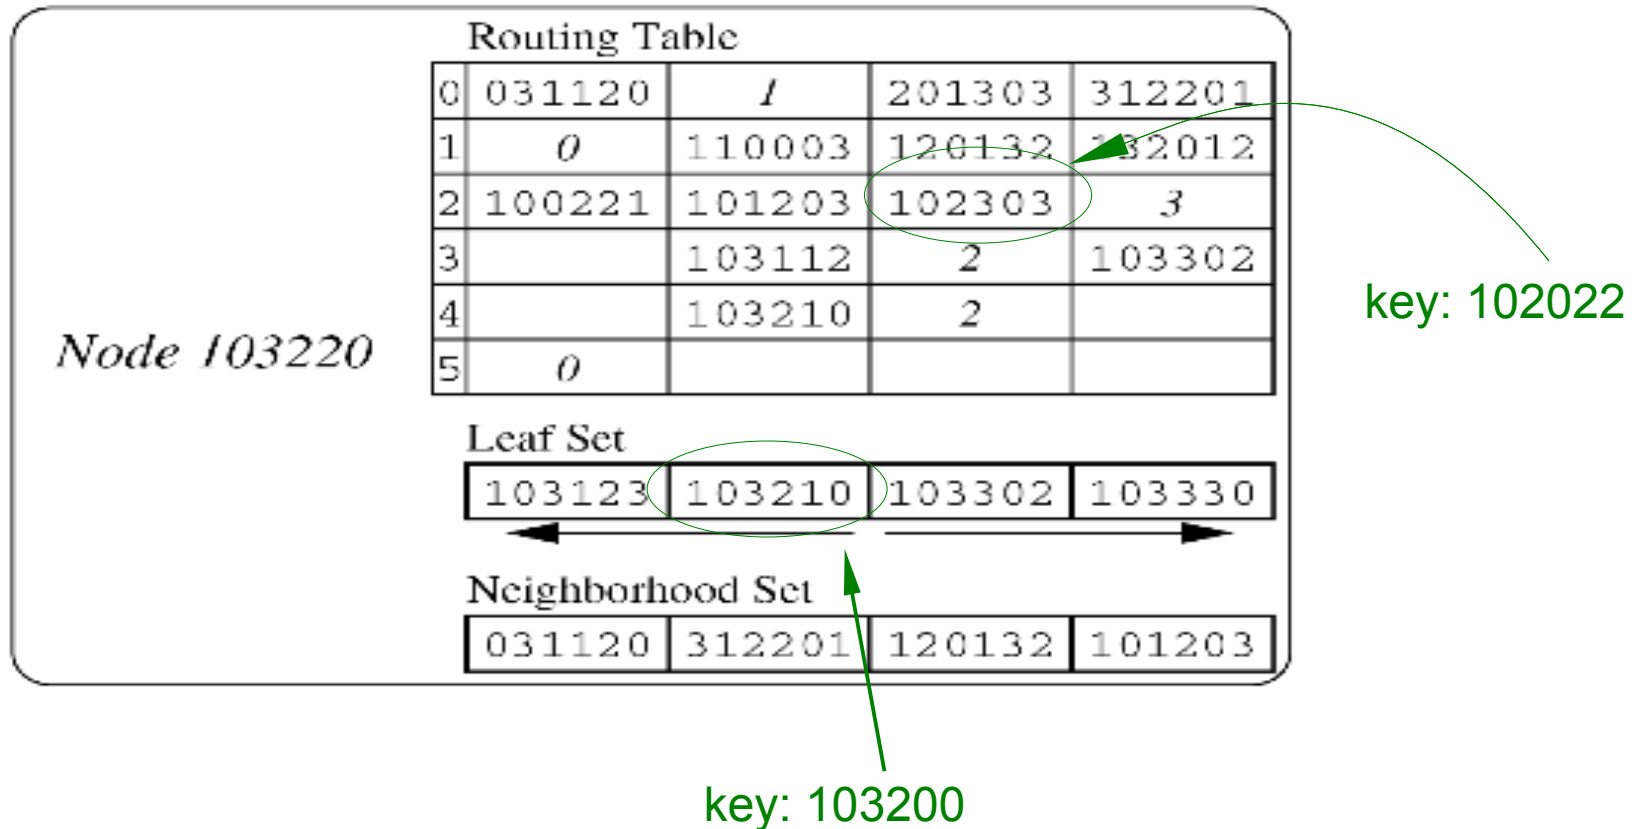 Routing Table
0 031120 1 201303 312201
1 0 110003 120132 132012
2 100221 101203 102303 3
3 103112 2 103302
4 103210 2
5 0
key: 102022
Node 103220
Leaf Set
103123 103210 103302 103330
Neighborhood Set
031120 312201 120132 101203
key: 103200